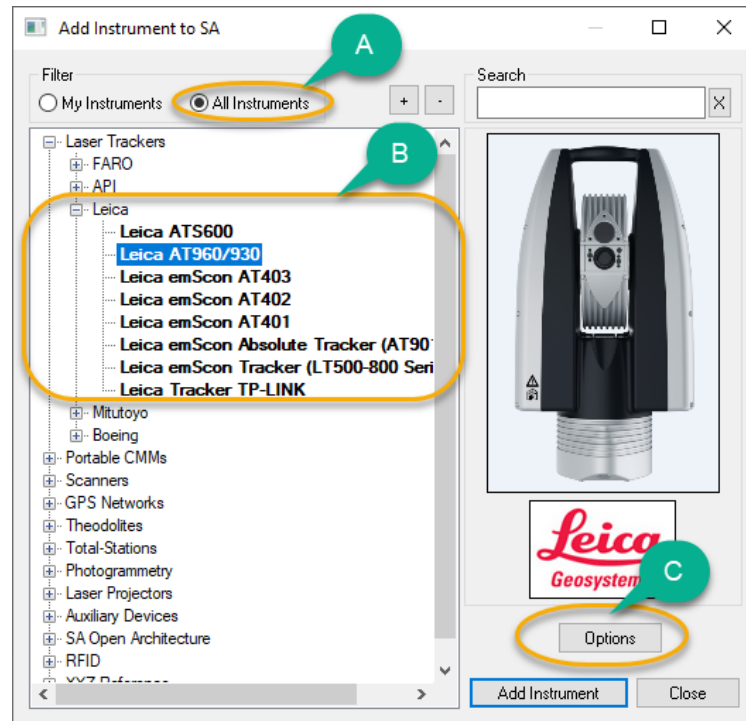 Add Instrument to SA
A
Filter
My Instruments
All Instruments
+
-
Search
X
B
Laser Trackers
FARO
API
Leica
Leica ATS600
Leica AT960/930
Leica emScon AT403
Leica emScon AT402
Leica emScon AT401
Leica emScon Absolute Tracker (AT901
Leica emScon Tracker (LT500-800 Seri
Leica Tracker TP-LINK
Mitutoyo
Boeing
Portable CMMs
Scanners
GPS Networks
Theodolites
Total-Stations
Photogrammetry
Laser Projectors
Auxiliary Devices
SA Open Architecture
RFID
XYZ Reference
Leica
Geosystem
C
Options
Add Instrument
Close